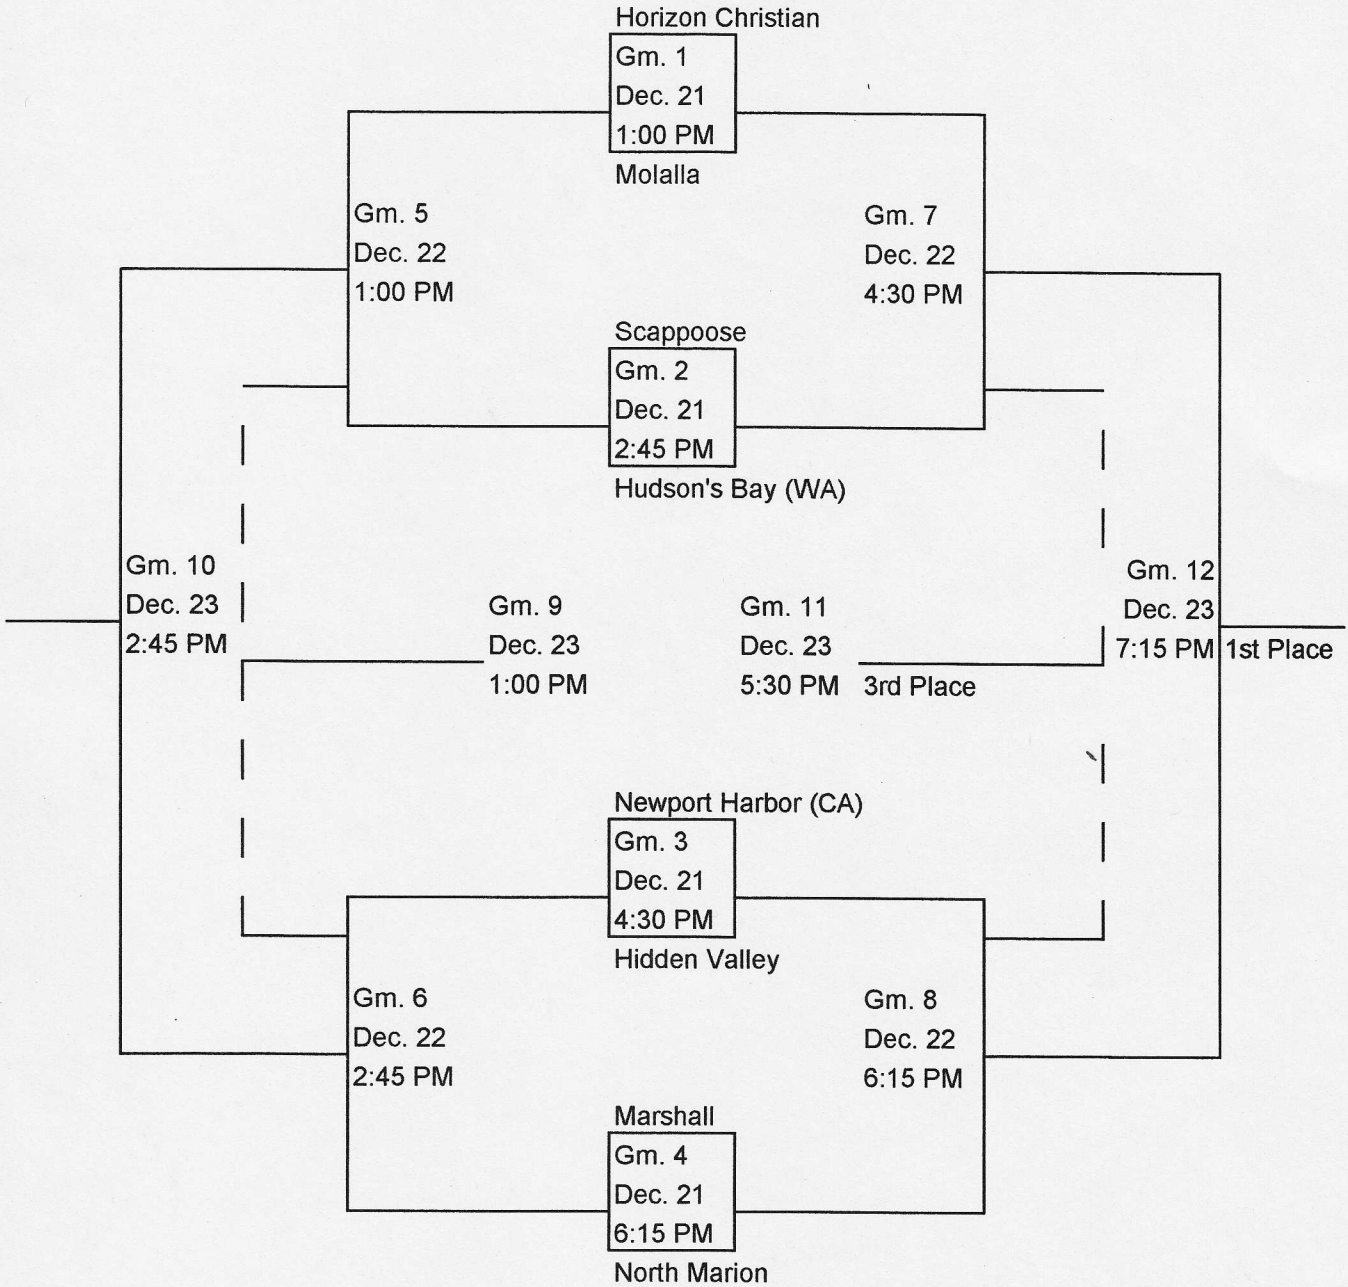 Horizon Christian
Gm. 1
Dec. 21
1:00 PM
Molalla
Gm. 5
Dec. 22
1:00 PM
Gm. 7
Dec. 22
4:30 PM
Scappoose
Gm. 2
Dec. 21
2:45 PM
Hudson's Bay (WA)
Gm. 10
Dec. 23
2:45 PM
Gm. 9
Dec. 23
1:00 PM
Gm. 11
Dec. 23
5:30 PM 3rd Place
Gm. 12
Dec. 23
7:15 PM 1st Place
Newport Harbor (CA)
Gm. 3
Dec. 21
4:30 PM
Hidden Valley
Gm. 6
Dec. 22
2:45 PM
Gm. 8
Dec. 22
6:15 PM
Marshall
Gm. 4
Dec. 21
6:15 PM
North Marion